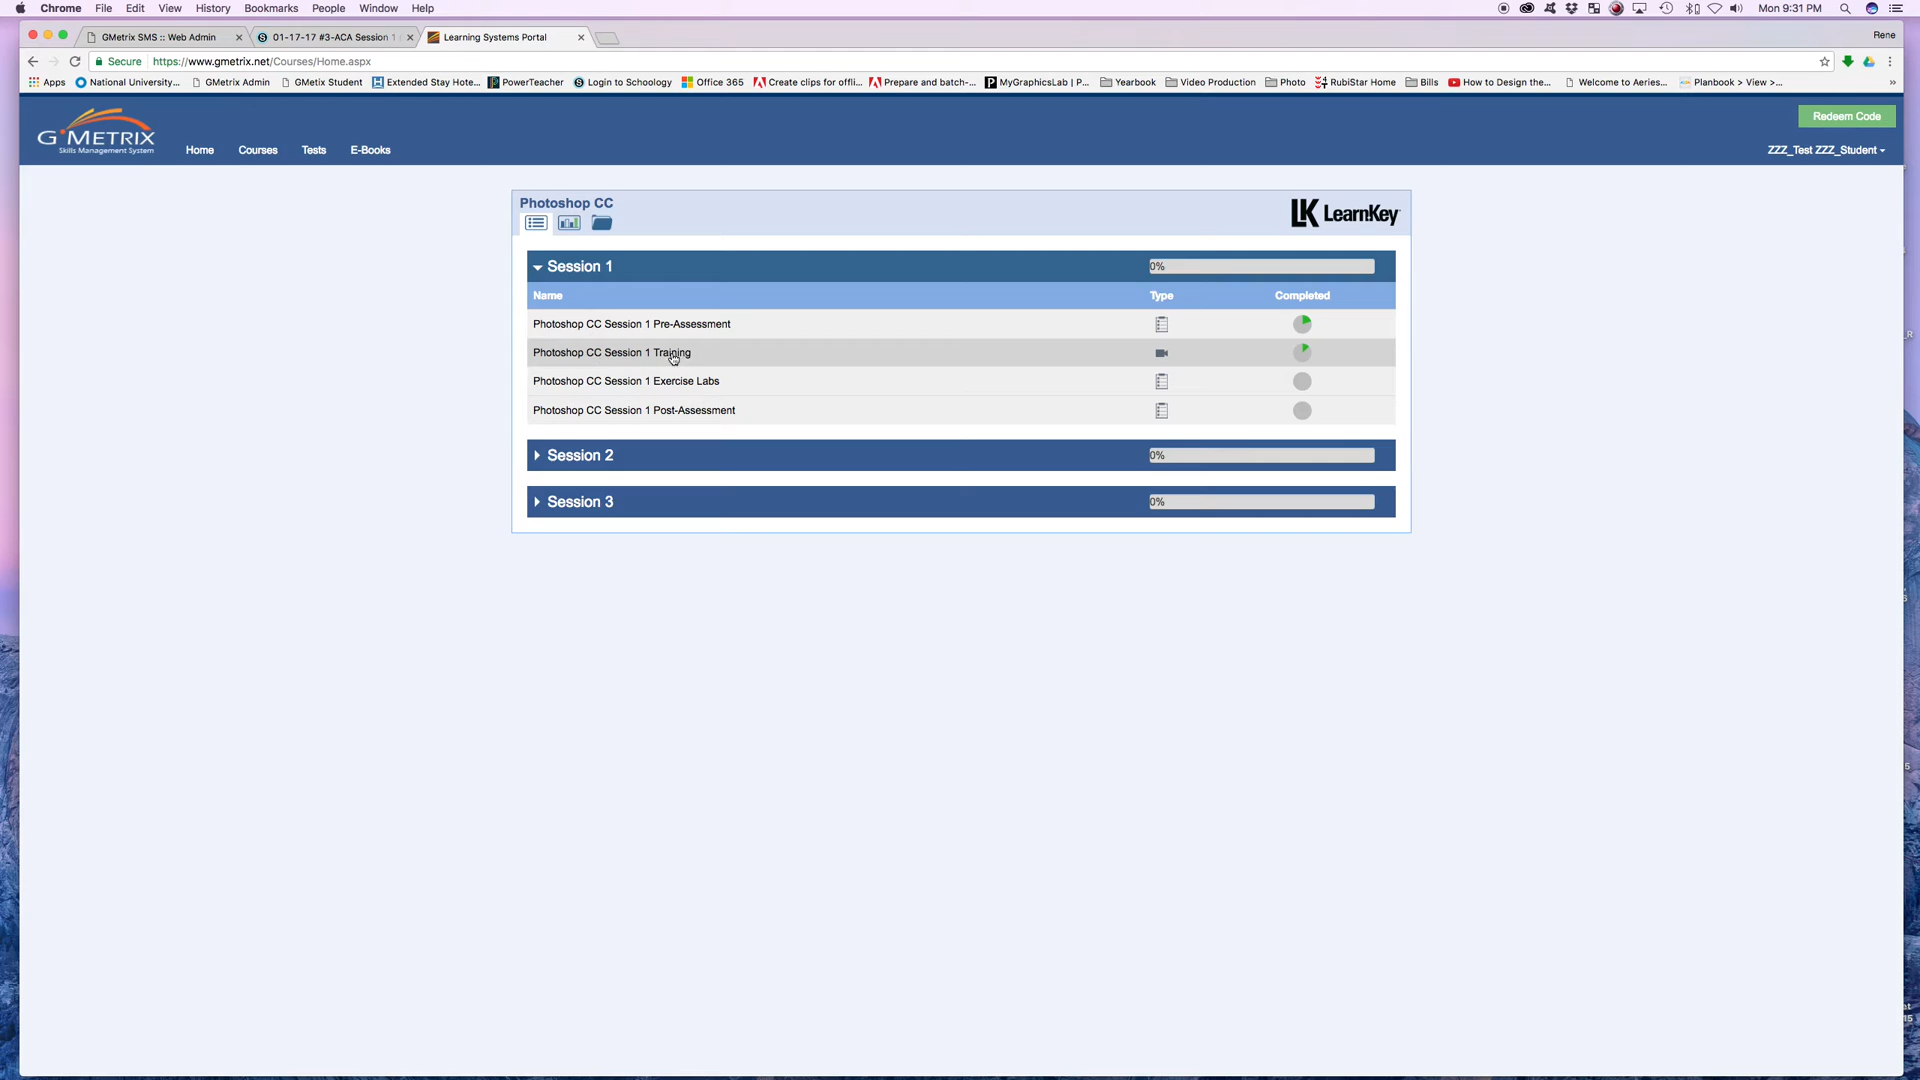 Chrome File Edit View History Bookmarks People Window Help Mon 9:31 PM
GMetrix SMS :: Web Admin 01-17-17 #3-ACA Session 1 ( Learning Systems Portal Rene
Secure https://www.gmetrix.net/Courses/Home.aspx
Apps National University... GMetrix Admin GMetix Student Extended Stay Hote... PowerTeacher Login to Schoology Office 365 Create clips for offli... Prepare and batch-... MyGraphicsLab | P... Yearbook Video Production Photo RubiStar Home Bills How to Design the... Welcome to Aeries... Planbook > View >... »
G METRIX
Skills Management System
Redeem Code
Home Courses Tests E-Books ZZZ_Test ZZZ_Student
Photoshop CC
LK LearnKey
Session 1 0%
Name Type Completed
Photoshop CC Session 1 Pre-Assessment
Photoshop CC Session 1 Training
Photoshop CC Session 1 Exercise Labs
Photoshop CC Session 1 Post-Assessment
Session 2 0%
Session 3 0%